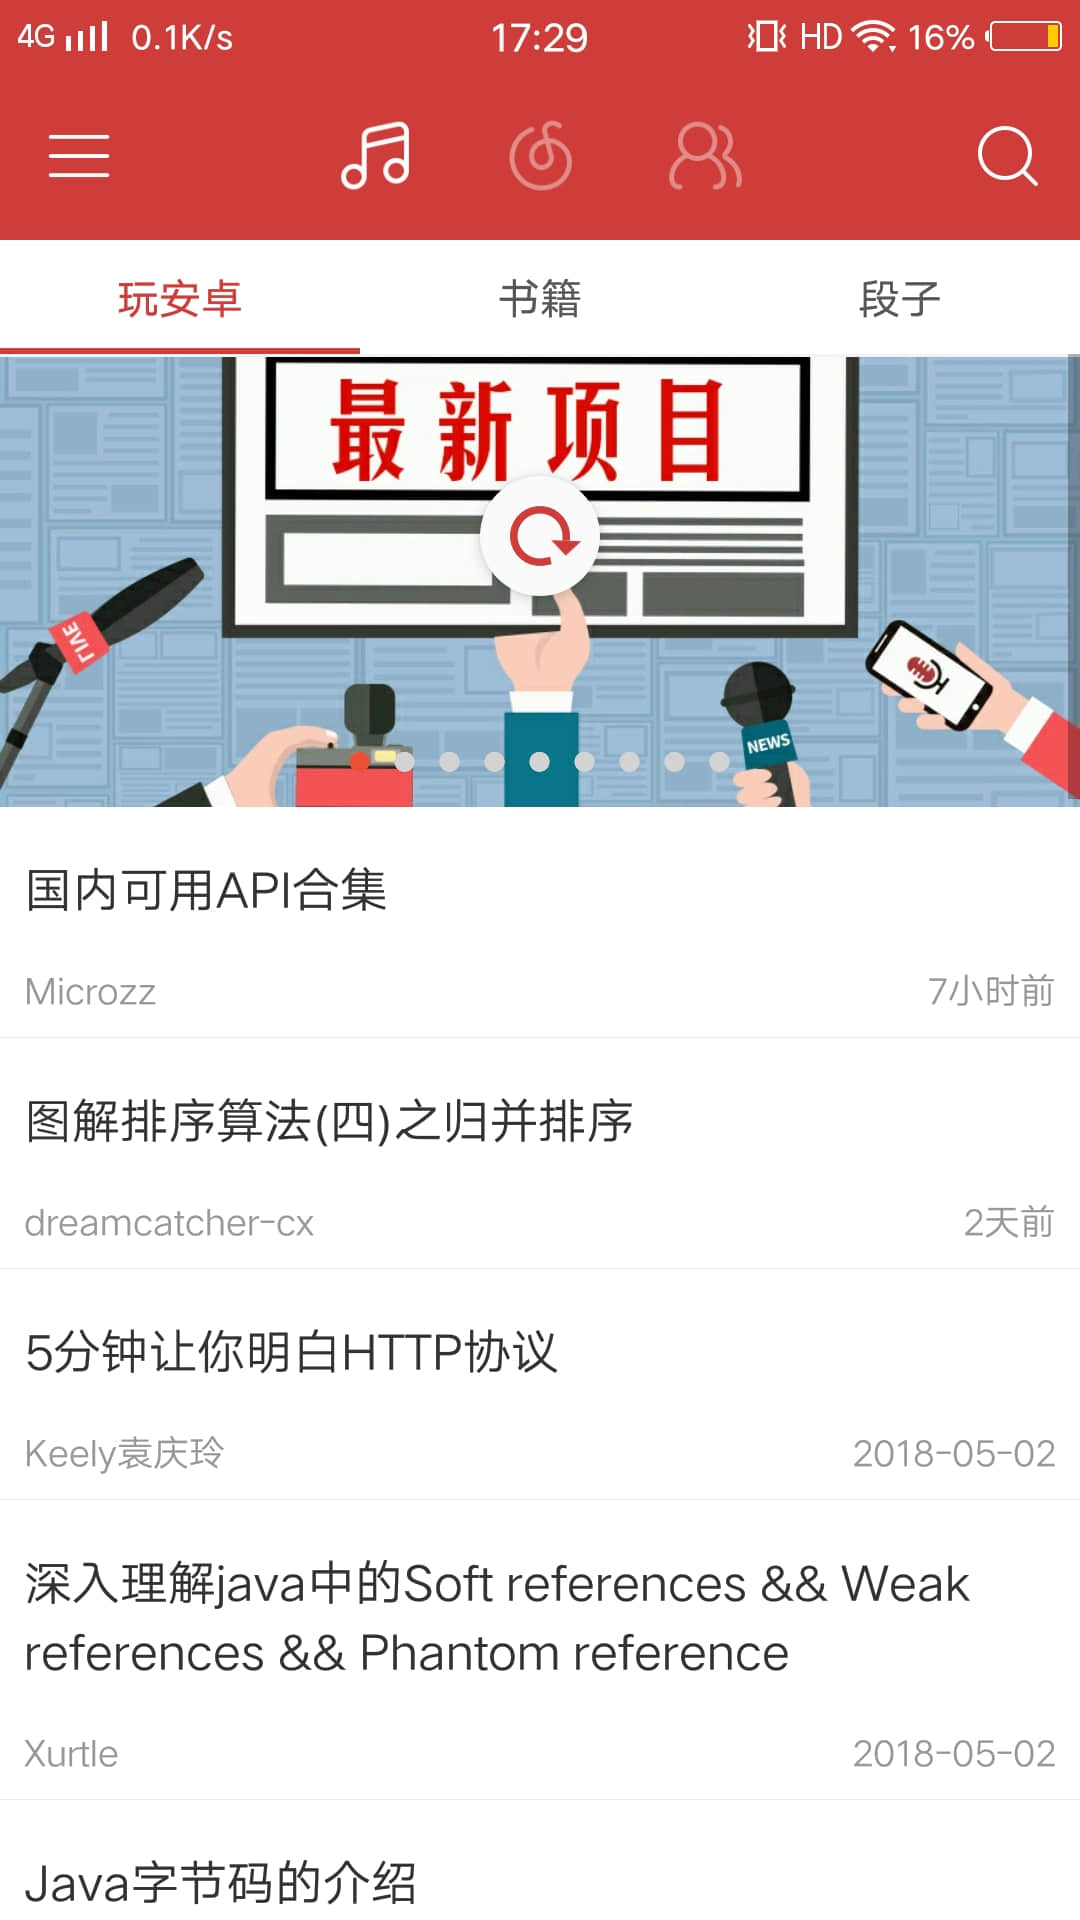 4G 0.1K/s 17:29 HD 16%
玩安卓 书籍 段子
最新项目
LIVE
NEWS
国内可用API合集
Microzz 7小时前
图解排序算法(四)之归并排序
dreamcatcher-cx 2天前
5分钟让你明白HTTP协议
Keely袁庆玲 2018-05-02
深入理解java中的Soft references && Weak
references && Phantom reference
Xurtle 2018-05-02
Java字节码的介绍